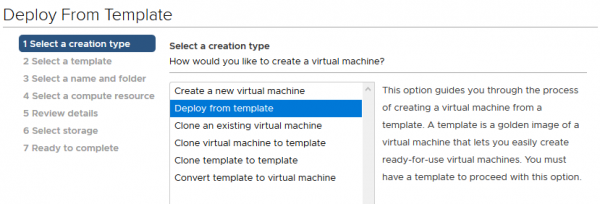 Deploy From Template
1 Select a creation type
2 Select a template
3 Select a name and folder
4 Select a compute resource
5 Review details
6 Select storage
7 Ready to complete
Select a creation type
How would you like to create a virtual machine?
Create a new virtual machine
Deploy from template
Clone an existing virtual machine
Clone virtual machine to template
Clone template to template
Convert template to virtual machine
This option guides you through the process
of creating a virtual machine from a
template. A template is a golden image of a
virtual machine that lets you easily create
ready-for-use virtual machines. You must
have a template to proceed with this option.